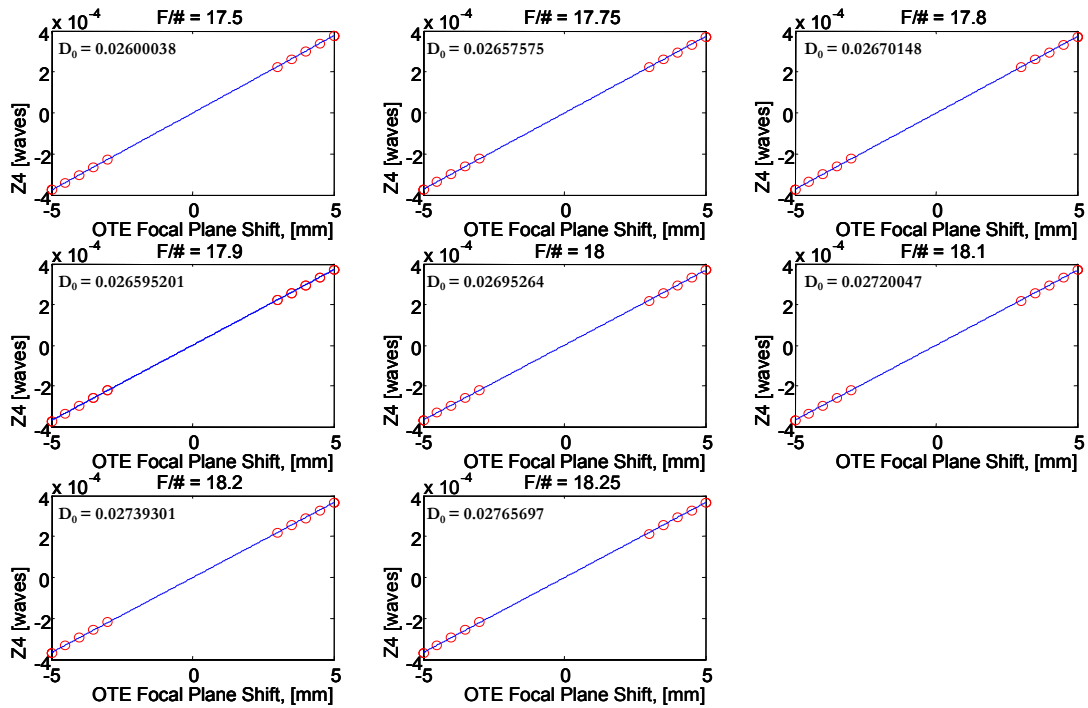 x 10⁻⁴ F/# = 17.5
D₀ = 0.02600038
Z4 [waves]
4
2
0
-2
-4
-5 0 5
OTE Focal Plane Shift, [mm]
x 10⁻⁴ F/# = 17.75
D₀ = 0.02657575
Z4 [waves]
4
2
0
-2
-4
-5 0 5
OTE Focal Plane Shift, [mm]
x 10⁻⁴ F/# = 17.8
D₀ = 0.02670148
Z4 [waves]
4
2
0
-2
-4
-5 0 5
OTE Focal Plane Shift, [mm]
x 10⁻⁴ F/# = 17.9
D₀ = 0.026595201
Z4 [waves]
4
2
0
-2
-4
-5 0 5
OTE Focal Plane Shift, [mm]
x 10⁻⁴ F/# = 18
D₀ = 0.02695264
Z4 [waves]
4
2
0
-2
-4
-5 0 5
OTE Focal Plane Shift, [mm]
x 10⁻⁴ F/# = 18.1
D₀ = 0.02720047
Z4 [waves]
4
2
0
-2
-4
-5 0 5
OTE Focal Plane Shift, [mm]
x 10⁻⁴ F/# = 18.2
D₀ = 0.02739301
Z4 [waves]
4
2
0
-2
-4
-5 0 5
OTE Focal Plane Shift, [mm]
x 10⁻⁴ F/# = 18.25
D₀ = 0.02765697
Z4 [waves]
4
2
0
-2
-4
-5 0 5
OTE Focal Plane Shift, [mm]